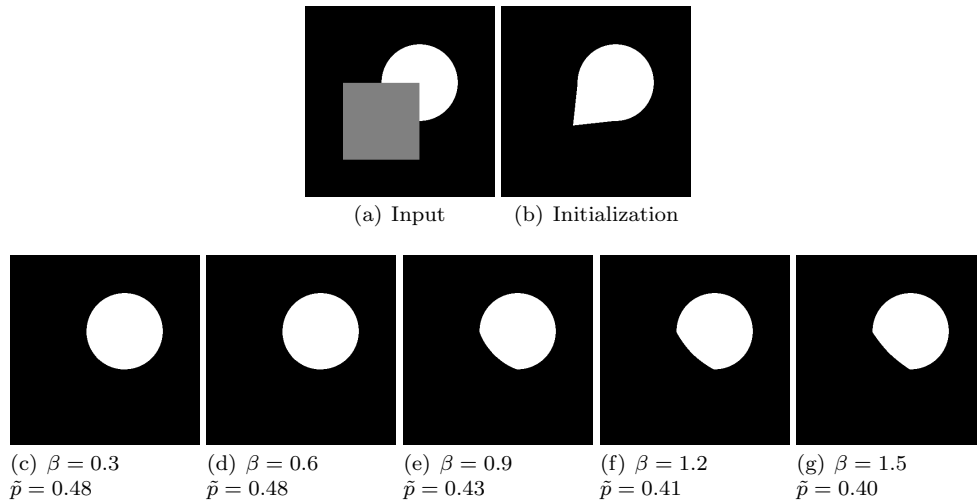 (a) Input
(b) Initialization
(c) β = 0.3
p̃ = 0.48
(d) β = 0.6
p̃ = 0.48
(e) β = 0.9
p̃ = 0.43
(f) β = 1.2
p̃ = 0.41
(g) β = 1.5
p̃ = 0.40